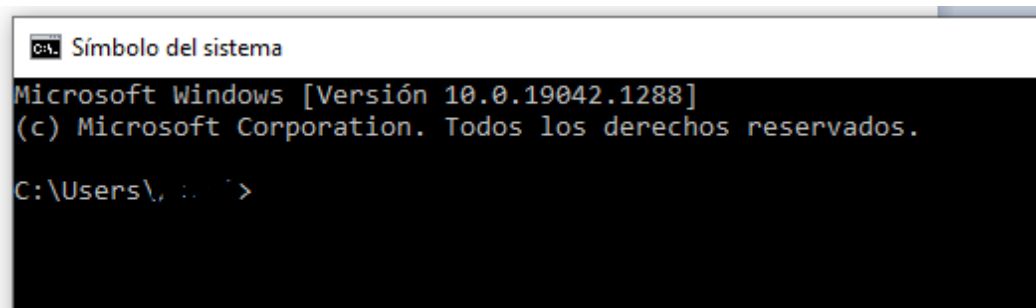 Símbolo del sistema
Microsoft Windows [Versión 10.0.19042.1288]
(c) Microsoft Corporation. Todos los derechos reservados.
C:\Users\ >